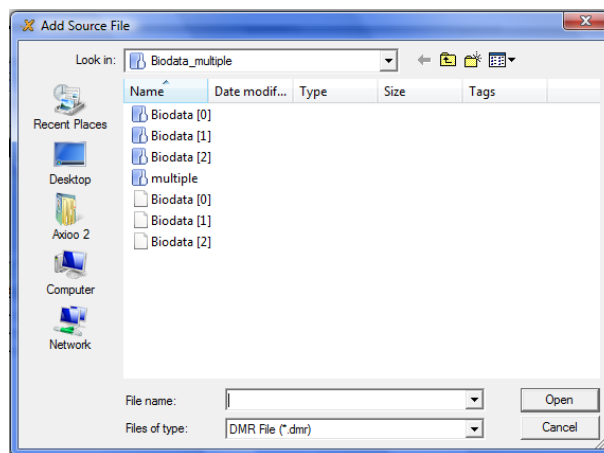 Add Source File
Look in: Biodata_multiple
Name Date modif... Type Size Tags
Recent Places
Desktop
Axioo 2
Computer
Network
Biodata [0]
Biodata [1]
Biodata [2]
multiple
Biodata [0]
Biodata [1]
Biodata [2]
File name: Open
Files of type: DMR File (*.dmr) Cancel